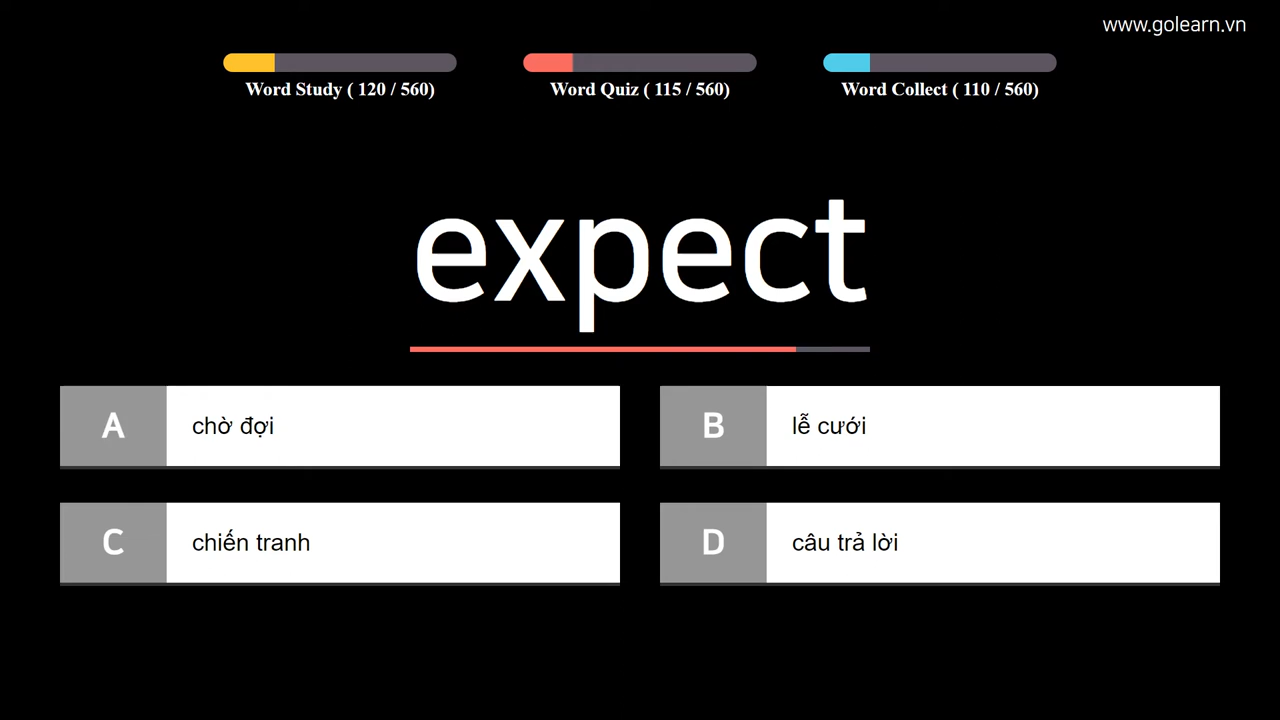 www.golearn.vn
Word Study ( 120 / 560)
Word Quiz ( 115 / 560)
Word Collect ( 110 / 560)
expect
A chờ đợi
B lễ cưới
C chiến tranh
D câu trả lời